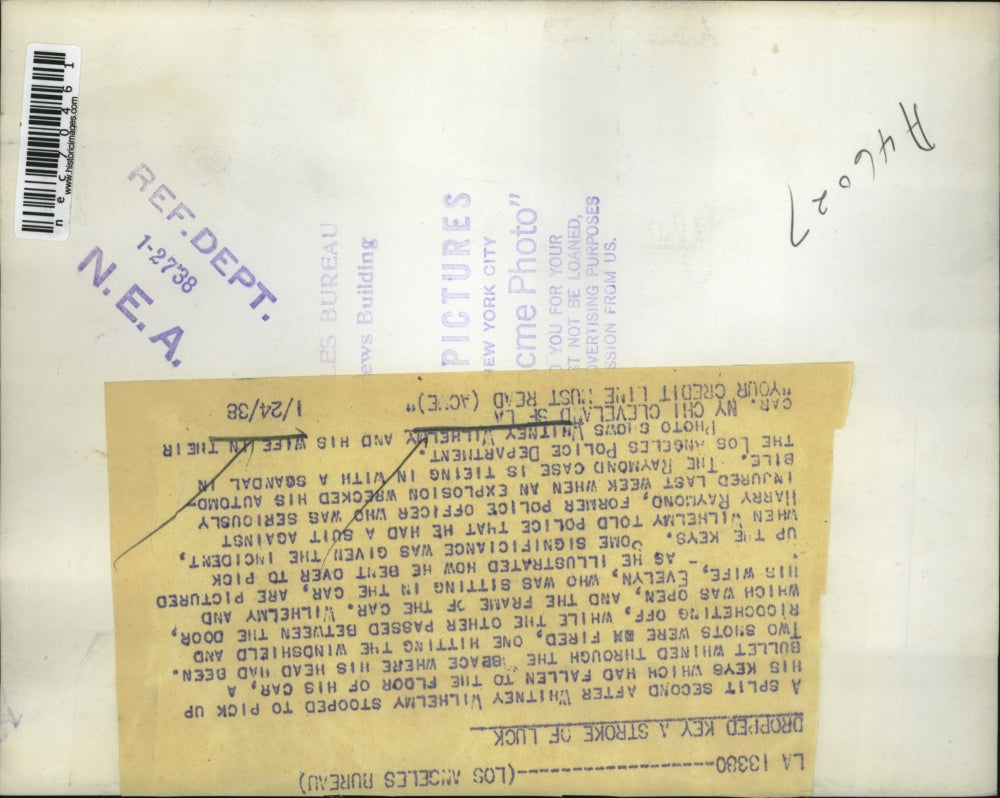 nec70461
www.historicimages.com
REF. DEPT.
1-27 38
N.E.A.
A46027
ES BUREAU
ews Building
PICTURES
EW YORK CITY
cme Photo"
YOU FOR YOUR
ST NOT BE LOANED,
VERTISING PURPOSES
SSION FROM US.
LA 13380--------------------(LOS ANGELES BUREAU)
DROPPED KEY A STROKE OF LUCK
A SPLIT SECOND AFTER WHITNEY WILHELMY STOOPED TO PICK UP
HIS KEYS WHICH HAD FALLEN TO THE FLOOR OF HIS CAR, A
BULLET WHINED THROUGH THE SPACE WHERE HIS HEAD HAD BEEN.
TWO SHOTS WERE FIRED, ONE HITTING THE WINDSHIELD AND
RICOCHETING OFF, WHILE THE OTHER PASSED BETWEEN THE DOOR,
WHICH WAS OPEN, AND THE FRAME OF THE CAR. WILHELMY AND
HIS WIFE, EVELYN, WHO WAS SITTING IN THE CAR, ARE PICTURED
-- AS HE ILLUSTRATED HOW HE BENT OVER TO PICK
UP THE KEYS. SOME SIGNIFICIANCE WAS GIVEN THE INCIDENT,
WHEN WILHELMY TOLD POLICE THAT HE HAD A SUIT AGAINST
HARRY RAYMOND, FORMER POLICE OFFICER WHO WAS SERIOUSLY
INJURED LAST WEEK WHEN AN EXPLOSION WRECKED HIS AUTOMO-
BILE. THE RAYMOND CASE IS TIEING IN WITH A SCANDAL IN
THE LOS ANGELES POLICE DEPARTMENT.
PHOTO SHOWS WHITNEY WILHELMY AND HIS WIFE IN THEIR
CAR. NY CHI CLEVELAND SF LA
"YOUR CREDIT LINE MUST READ (ACME)" 1/24/38